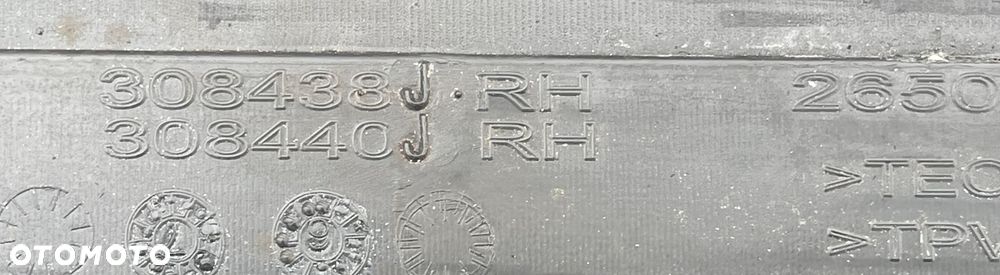 308438J RH 2650
308440J RH
>TEO
>TPV
OTOMOTO